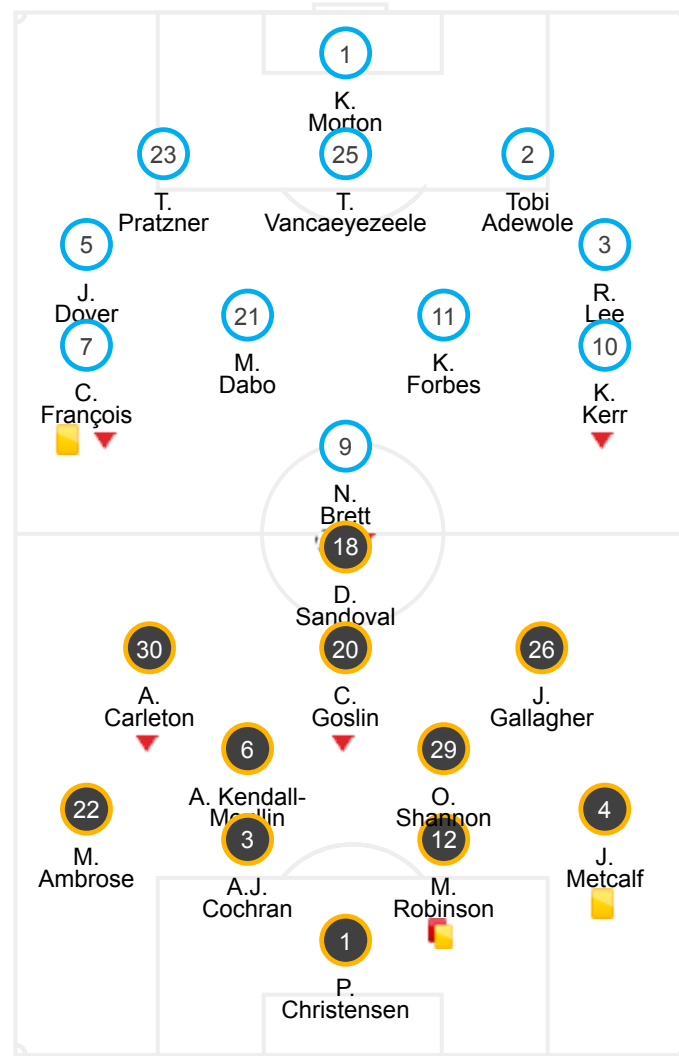 1
K.
Morton
23
25
2
T.
Pratzner
T.
Vancaeyezeele
Tobi
Adewole
5
3
J.
Dover
R.
Lee
21
11
7
10
M.
Dabo
K.
Forbes
C.
François
K.
Kerr
9
N.
Brett
18
D.
Sandoval
30
20
26
A.
Carleton
C.
Goslin
J.
Gallagher
6
29
A. Kendall-
O.
Shannon
22
4
3
12
M.
Ambrose
J.
Metcalf
A.J.
Cochran
M.
Robinson
1
P.
Christensen